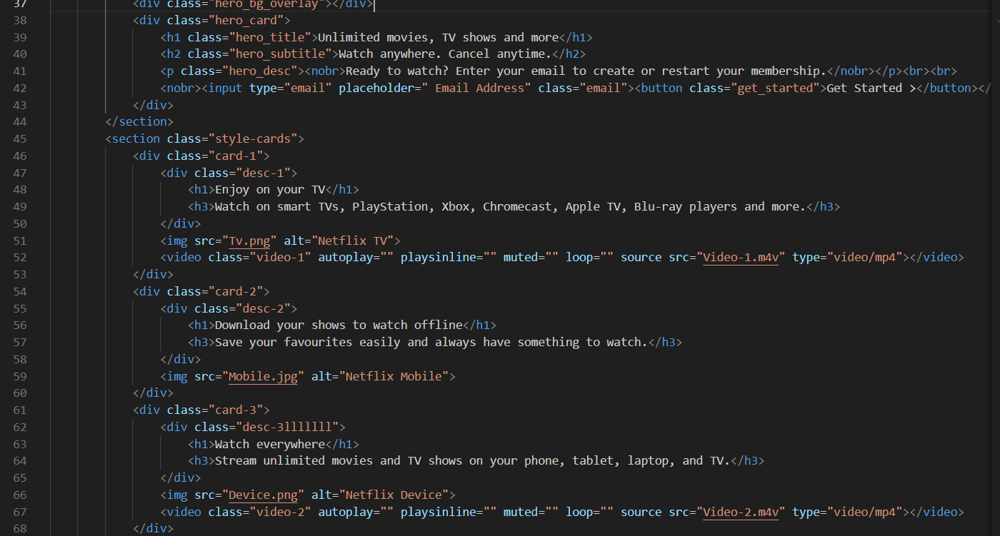 37 <div class="hero_bg_overlay"></div>
38 <div class="hero_card">
39 <h1 class="hero_title">Unlimited movies, TV shows and more</h1>
40 <h2 class="hero_subtitle">Watch anywhere. Cancel anytime.</h2>
41 <p class="hero_desc"><nobr>Ready to watch? Enter your email to create or restart your membership.</nobr></p><br><br>
42 <nobr><input type="email" placeholder=" Email Address" class="email"><button class="get_started">Get Started ></button></
43 </div>
44 </section>
45 <section class="style-cards">
46 <div class="card-1">
47 <div class="desc-1">
48 <h1>Enjoy on your TV</h1>
49 <h3>Watch on smart TVs, PlayStation, Xbox, Chromecast, Apple TV, Blu-ray players and more.</h3>
50 </div>
51 <img src="Tv.png" alt="Netflix TV">
52 <video class="video-1" autoplay="" playsinline="" muted="" loop="" source src="Video-1.m4v" type="video/mp4"></video>
53 </div>
54 <div class="card-2">
55 <div class="desc-2">
56 <h1>Download your shows to watch offline</h1>
57 <h3>Save your favourites easily and always have something to watch.</h3>
58 </div>
59 <img src="Mobile.jpg" alt="Netflix Mobile">
60 </div>
61 <div class="card-3">
62 <div class="desc-3lllllll">
63 <h1>Watch everywhere</h1>
64 <h3>Stream unlimited movies and TV shows on your phone, tablet, laptop, and TV.</h3>
65 </div>
66 <img src="Device.png" alt="Netflix Device">
67 <video class="video-2" autoplay="" playsinline="" muted="" loop="" source src="Video-2.m4v" type="video/mp4"></video>
68 </div>